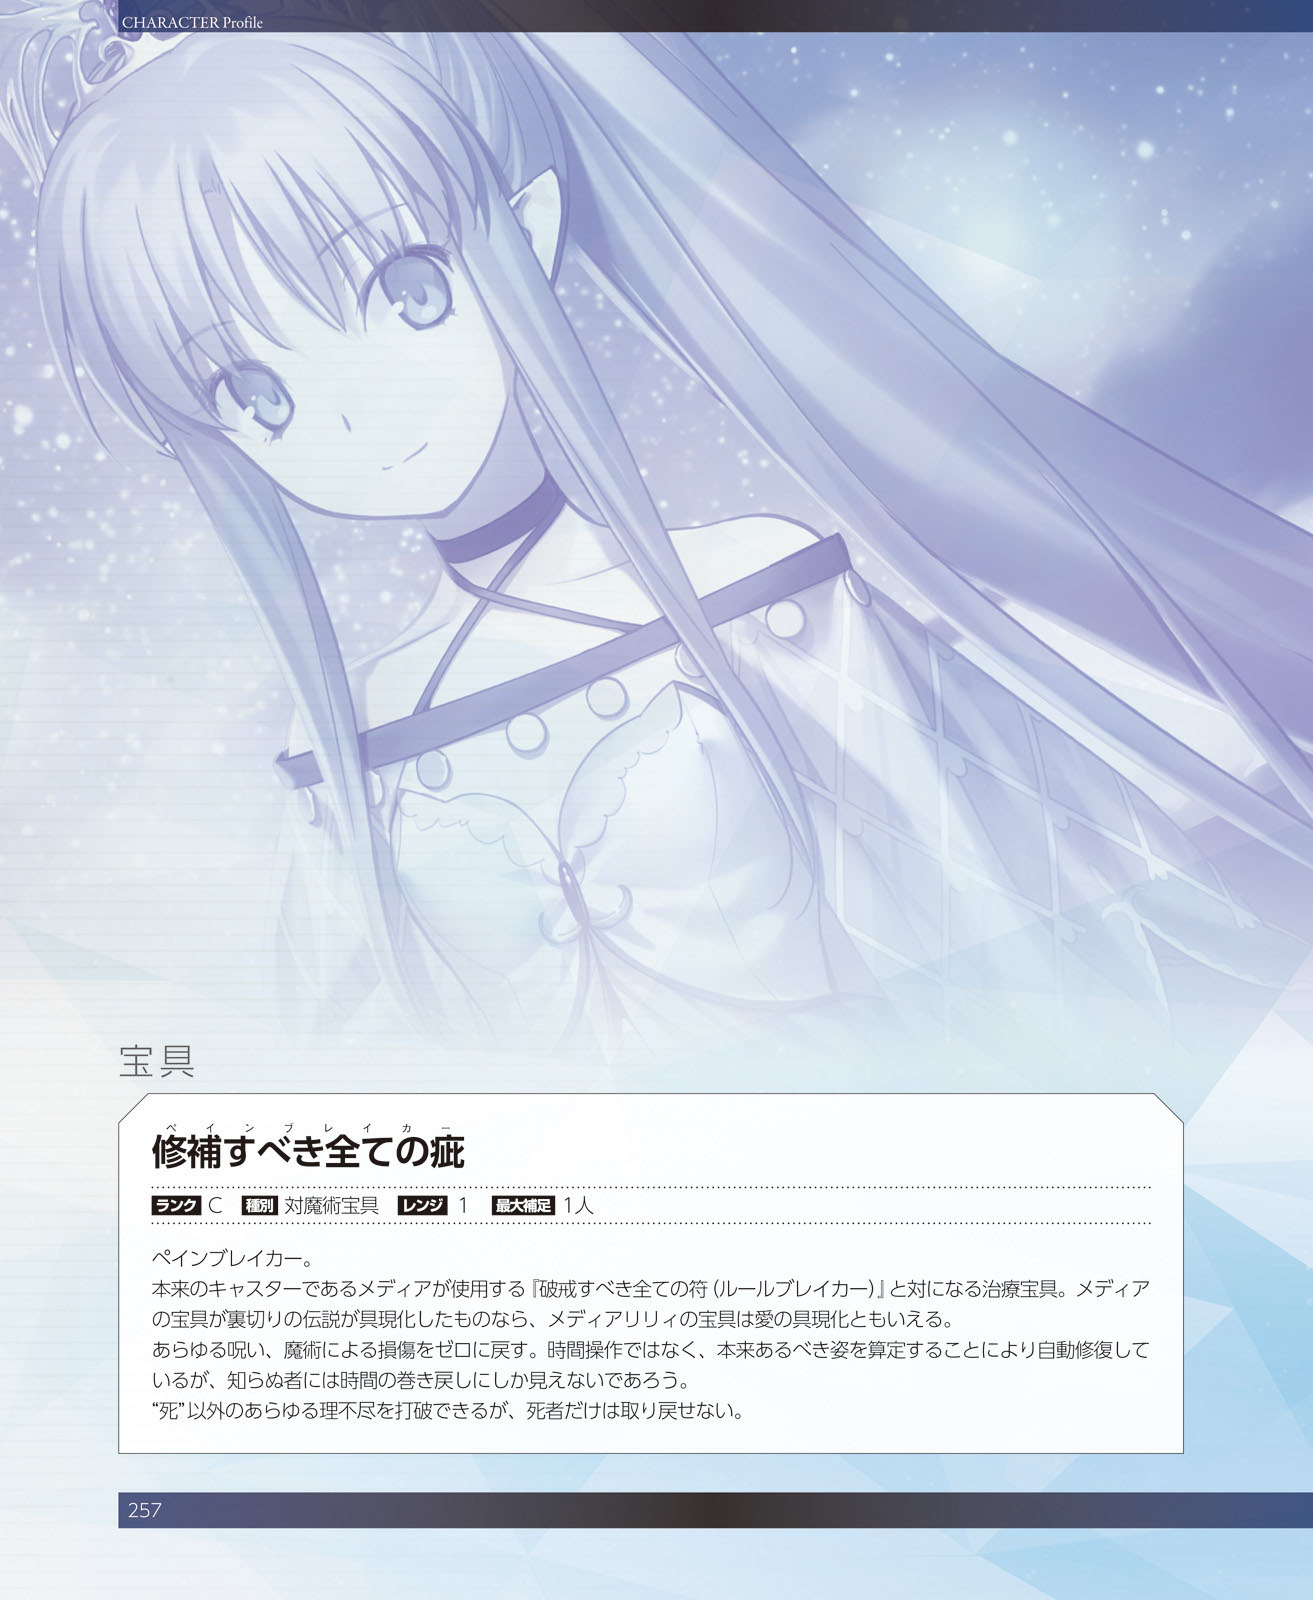 CHARACTER Profile
宝具
ペインブレイカー
修補すべき全ての疵
ランク C 種別 対魔術宝具 レンジ 1 最大補足 1人
ペインブレイカー。
本来のキャスターであるメディアが使用する『破戒すべき全ての符（ルールブレイカー）』と対になる治療宝具。メディア
の宝具が裏切りの伝説が具現化したものなら、メディアリリィの宝具は愛の具現化ともいえる。
あらゆる呪い、魔術による損傷をゼロに戻す。時間操作ではなく、本来あるべき姿を算定することにより自動修復して
いるが、知らぬ者には時間の巻き戻しにしか見えないであろう。
“死”以外のあらゆる理不尽を打破できるが、死者だけは取り戻せない。
257